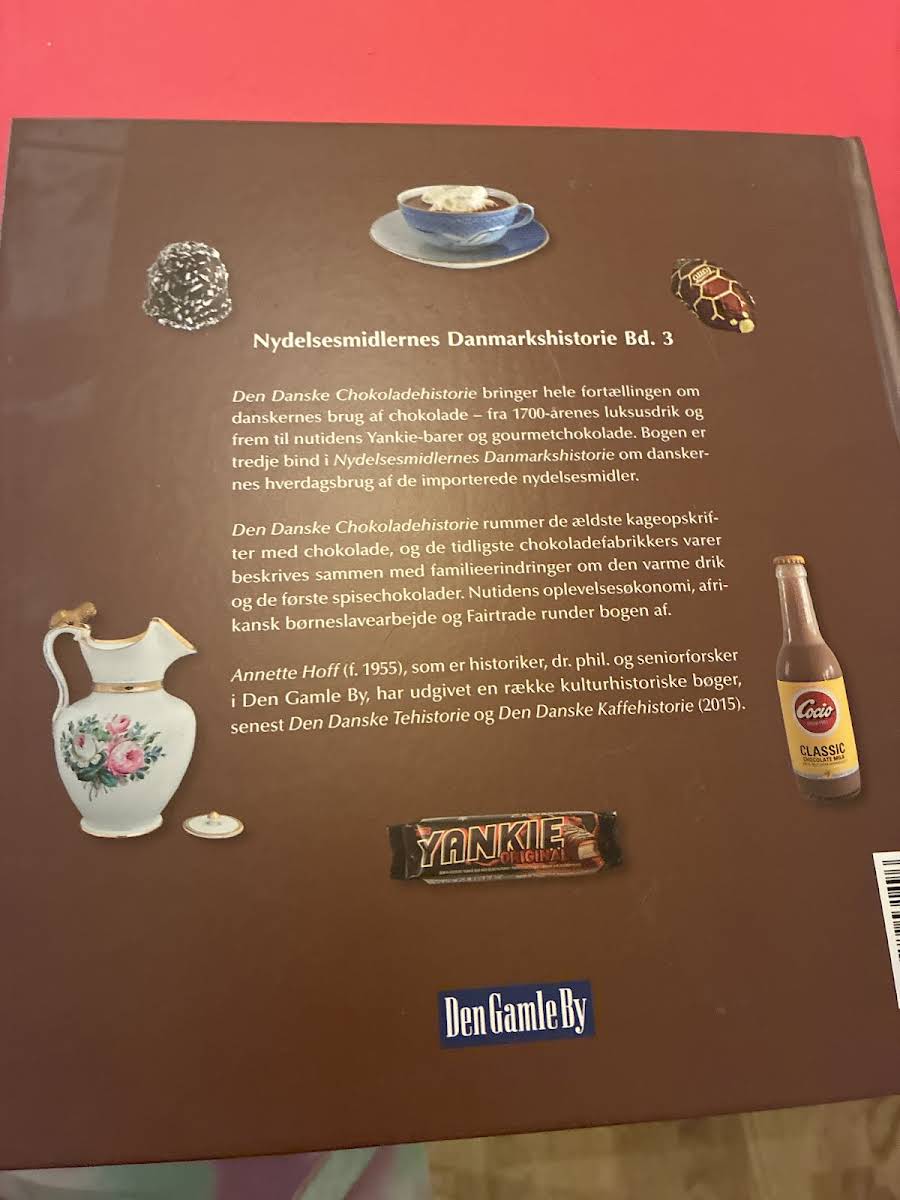 TOMS
Nydelsesmidlernes Danmarkshistorie Bd. 3
Den Danske Chokoladehistorie bringer hele fortællingen om
danskernes brug af chokolade – fra 1700-årenes luksusdrik og
frem til nutidens Yankie-barer og gourmetchokolade. Bogen er
tredje bind i Nydelsesmidlernes Danmarkshistorie om dansker-
nes hverdagsbrug af de importerede nydelsesmidler.
Den Danske Chokoladehistorie rummer de ældste kageopskrif-
ter med chokolade, og de tidligste chokoladefabrikkers varer
beskrives sammen med familieerindringer om den varme drik
og de første spisechokolader. Nutidens oplevelsesøkonomi, afri-
kansk børneslavearbejde og Fairtrade runder bogen af.
Annette Hoff (f. 1955), som er historiker, dr. phil. og seniorforsker
i Den Gamle By, har udgivet en række kulturhistoriske bøger,
senest Den Danske Tehistorie og Den Danske Kaffehistorie (2015).
Cocio
CLASSIC
CHOCOLATE MILK
YANKIE
ORIGINAL
Den Gamle By